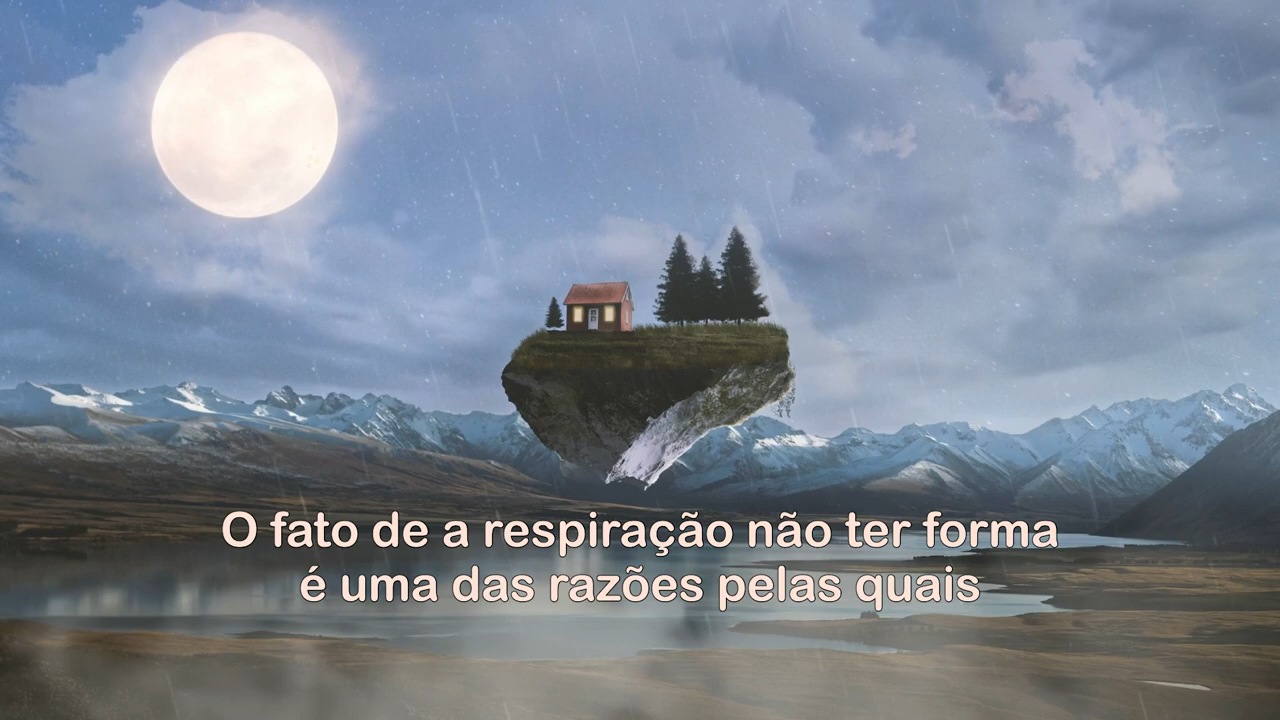 O fato de a respiração não ter forma
é uma das razões pelas quais